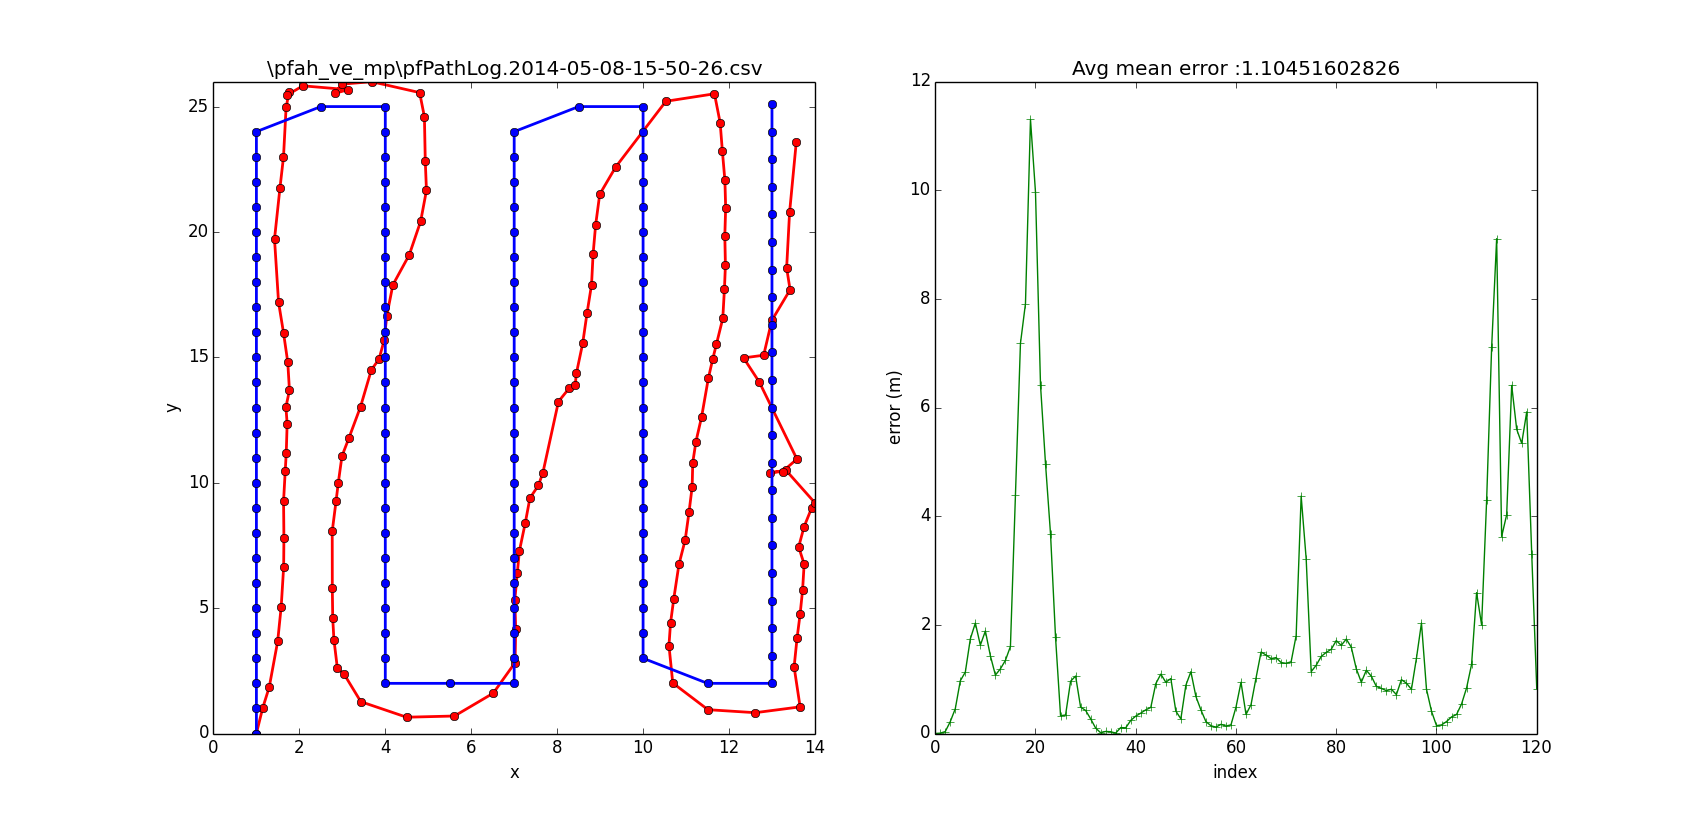 \pfah_ve_mp\pfPathLog.2014-05-08-15-50-26.csv
25
20
15
10
5
0
y
0 2 4 6 8 10 12 14
x
Avg mean error :1.10451602826
12
10
8
6
4
2
0
error (m)
0 20 40 60 80 100 120
index